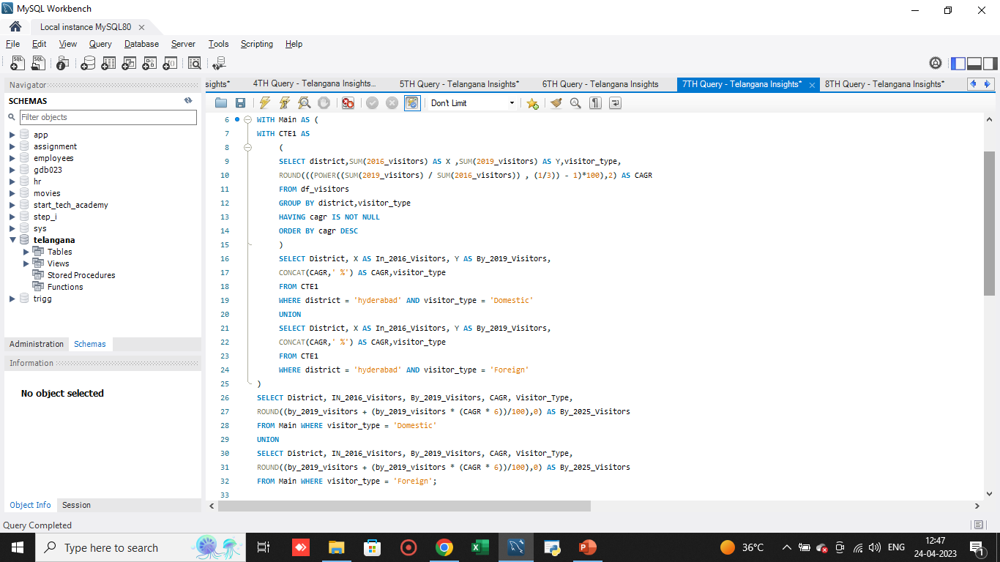 MySQL Workbench
Local instance MySQL80
File Edit View Query Database Server Tools Scripting Help
Navigator
SCHEMAS
Filter objects
app
assignment
employees
gdb023
hr
movies
start_tech_academy
step_i
sys
telangana
Tables
Views
Stored Procedures
Functions
trigg
Administration Schemas
Information
No object selected
Object Info Session
Query Completed
sights* 4TH Query - Telangana Insights... 5TH Query - Telangana Insights* 6TH Query - Telangana Insights 7TH Query - Telangana Insights* 8TH Query - Telangana Insights*
Don't Limit
6 WITH Main AS (
7 WITH CTE1 AS
8 (
9 SELECT district,SUM(2016_visitors) AS X ,SUM(2019_visitors) AS Y,visitor_type,
10 ROUND(((POWER((SUM(2019_visitors) / SUM(2016_visitors)) , (1/3)) - 1)*100),2) AS CAGR
11 FROM df_visitors
12 GROUP BY district,visitor_type
13 HAVING cagr IS NOT NULL
14 ORDER BY cagr DESC
15 )
16 SELECT District, X AS In_2016_Visitors, Y AS By_2019_Visitors,
17 CONCAT(CAGR,' %') AS CAGR,visitor_type
18 FROM CTE1
19 WHERE district = 'hyderabad' AND visitor_type = 'Domestic'
20 UNION
21 SELECT District, X AS In_2016_Visitors, Y AS By_2019_Visitors,
22 CONCAT(CAGR,' %') AS CAGR,visitor_type
23 FROM CTE1
24 WHERE district = 'hyderabad' AND visitor_type = 'Foreign'
25 )
26 SELECT District, IN_2016_Visitors, By_2019_Visitors, CAGR, Visitor_Type,
27 ROUND((by_2019_visitors + (by_2019_visitors * (CAGR * 6))/100),0) AS By_2025_Visitors
28 FROM Main WHERE visitor_type = 'Domestic'
29 UNION
30 SELECT District, IN_2016_Visitors, By_2019_Visitors, CAGR, Visitor_Type,
31 ROUND((by_2019_visitors + (by_2019_visitors * (CAGR * 6))/100),0) AS By_2025_Visitors
32 FROM Main WHERE visitor_type = 'Foreign';
33
Type here to search
36°C
ENG
12:47
24-04-2023
1